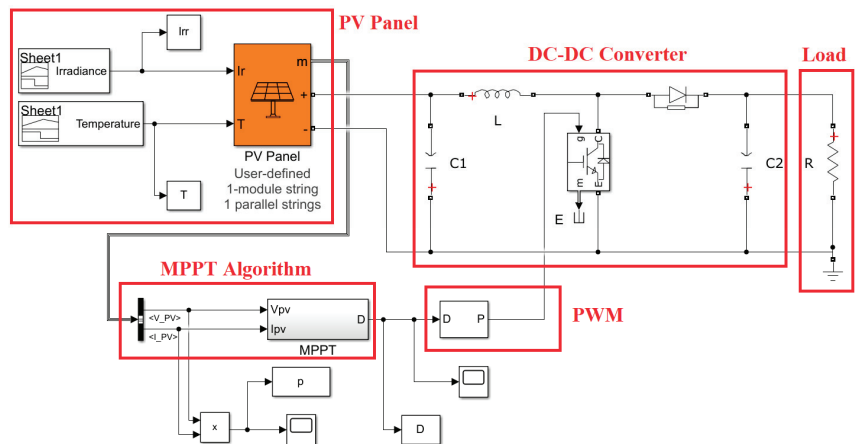 PV Panel
Irr
Sheet1
Irradiance
Ir
m
+
Sheet1
Temperature
T
-
PV Panel
User-defined
1-module string
1 parallel strings
T
DC-DC Converter
Load
+
L
g
C
m
E
E
C1
+
C2
+
+
R
MPPT Algorithm
<V_PV>
<I_PV>
Vpv
Ipv
D
MPPT
D
P
PWM
p
x
D